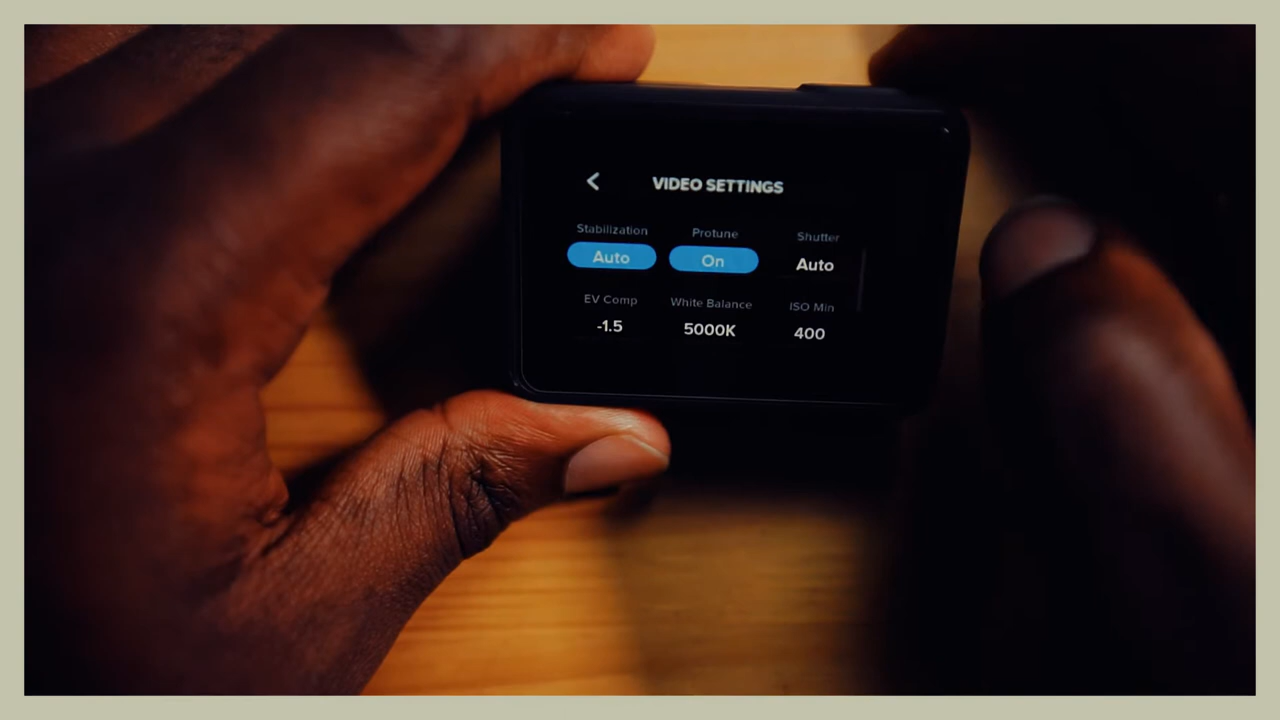 VIDEO SETTINGS
Stabilization Protune Shutter
Auto On Auto
EV Comp White Balance ISO Min
-1.5 5000K 400